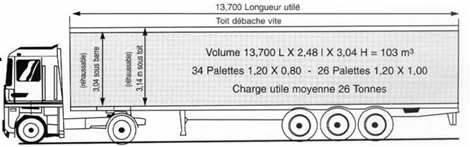 13,700 Longueur utile
Toit débache vite
(rehaussable)
3,04 sous barre
(rehaussable)
3,14 n sous toit
Volume 13,700 L X 2,48 l X 3,04 H = 103 m³
34 Palettes 1,20 X 0,80 - 26 Palettes 1,20 X 1,00
Charge utile moyenne 26 Tonnes